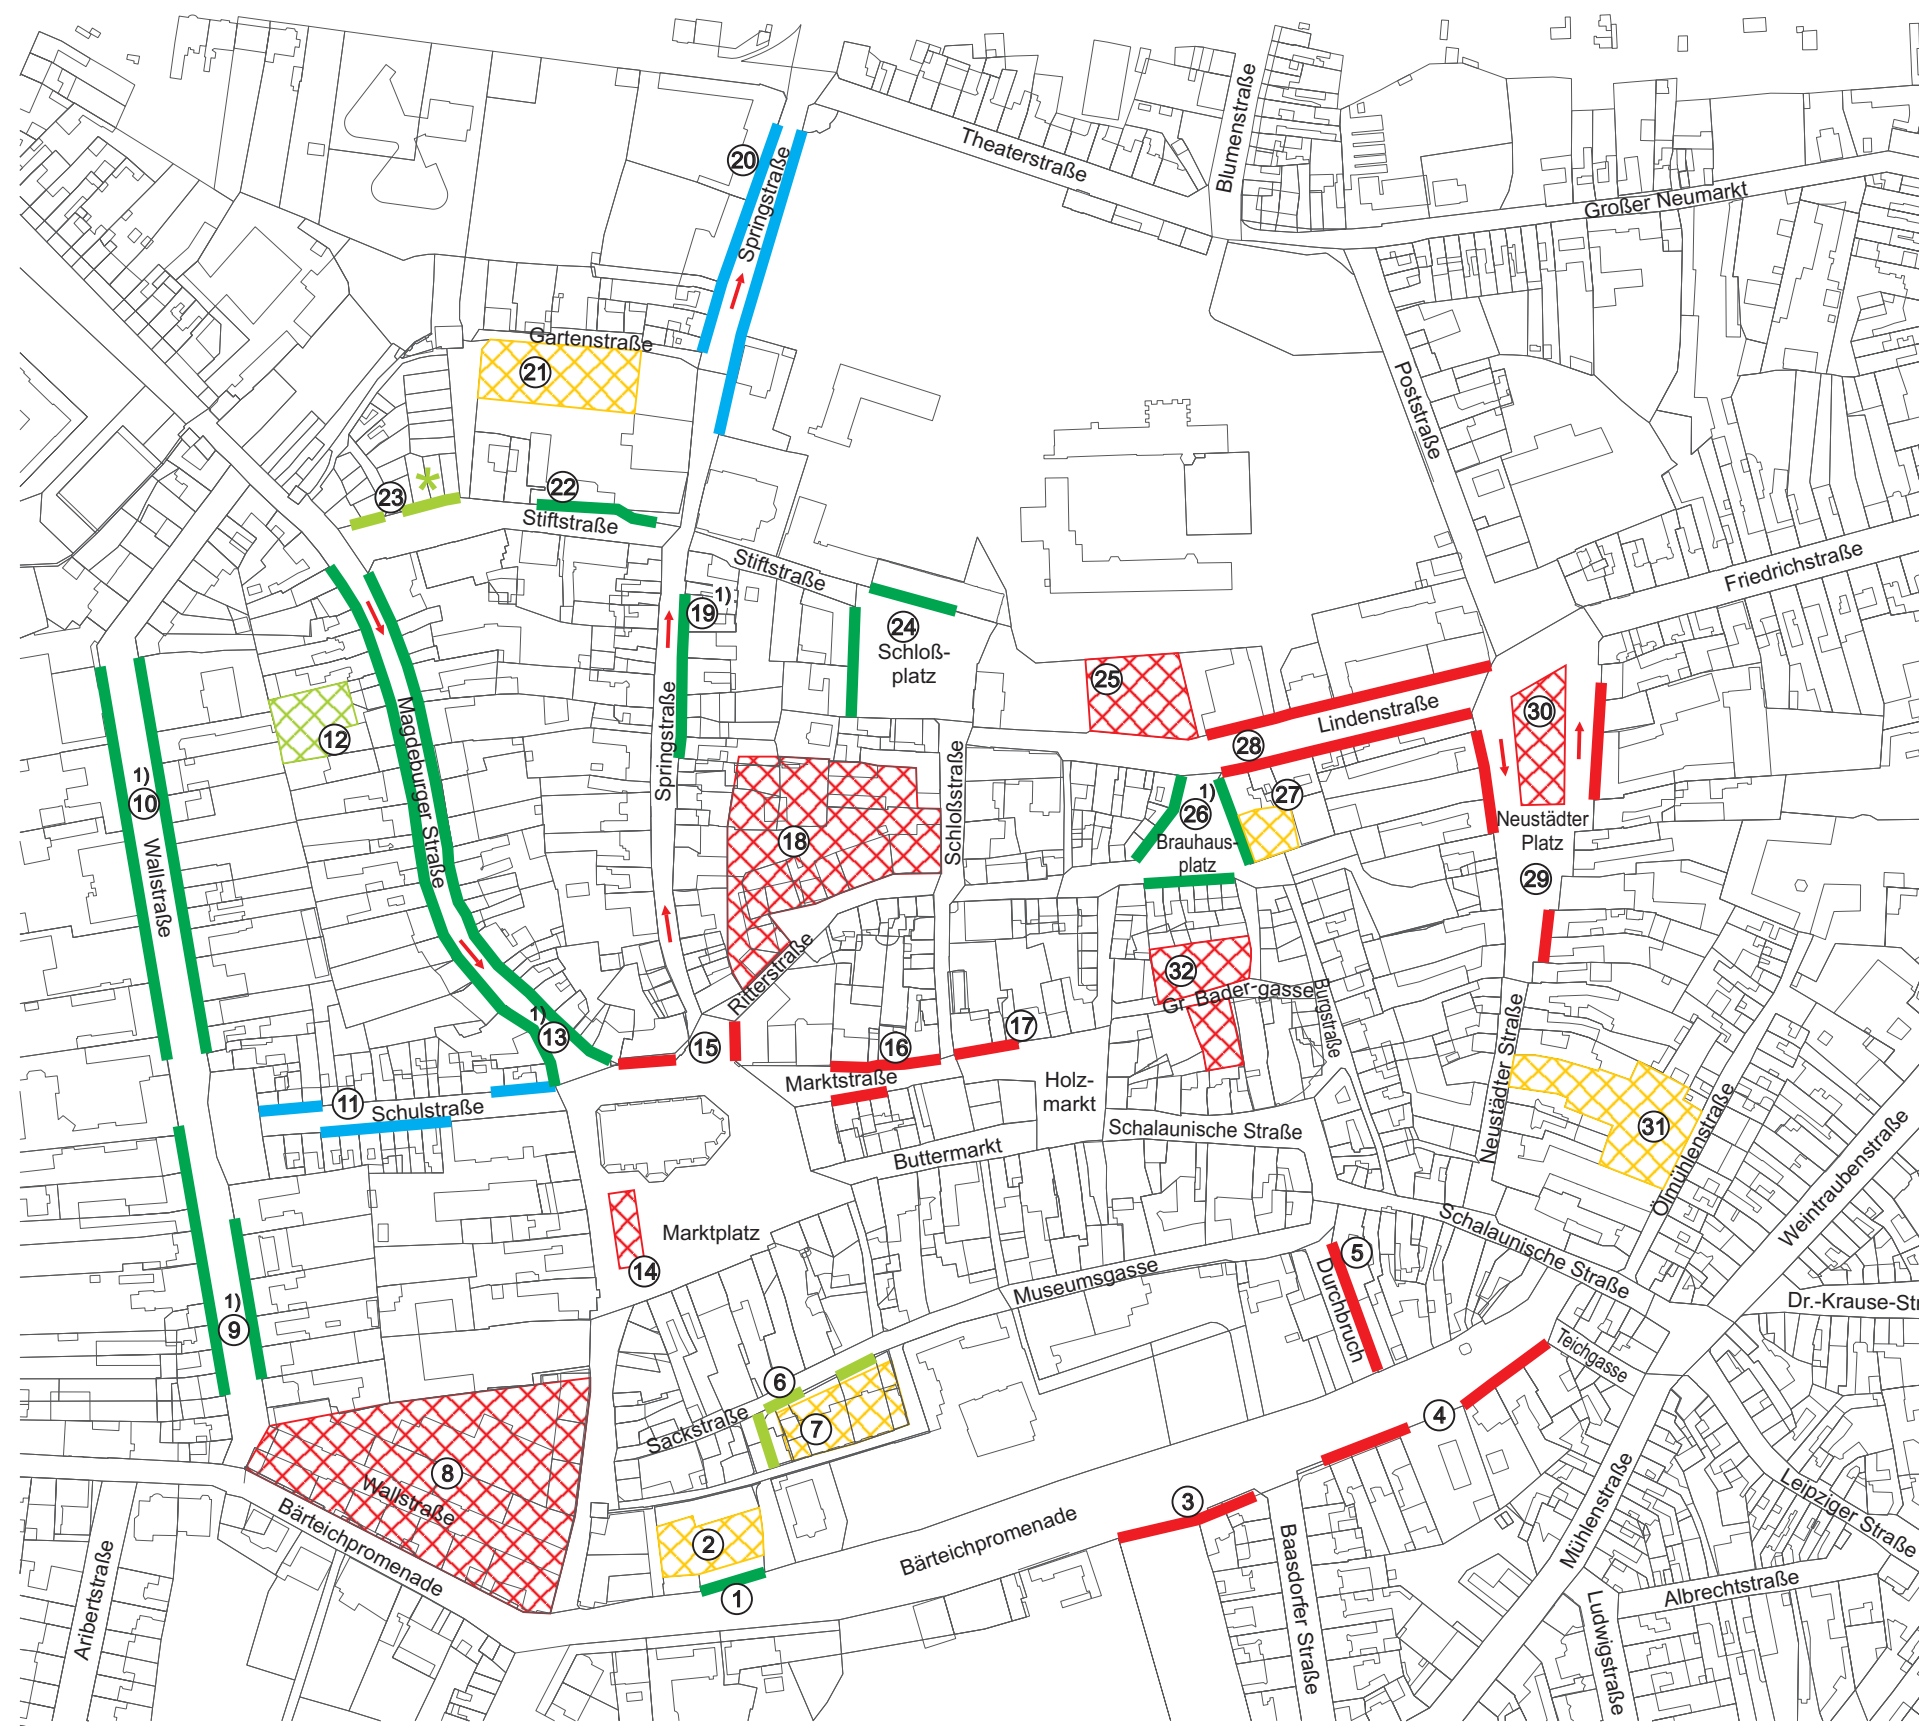 20
Springstraße
Theaterstraße
Blumenstraße
Großer Neumarkt
Gartenstraße
21
Poststraße
*
23
22
Stiftstraße
Stiftstraße
Friedrichstraße
19
1)
24
Schloß-
platz
25
Lindenstraße
28
30
12
Magdeburger Straße
Springstraße
1)
10
Wallstraße
18
Schloßstraße
1)
26
27
Brauhaus-
platz
Neustädter
Platz
29
Ritterstraße
32
Gr. Bader-gasse
Burgstraße
1)
13
15
16
17
Marktstraße
Holz-
markt
11
Schulstraße
Neustädter Straße
31
Ölmühlenstraße
Weintraubenstraße
Schalaunische Straße
Buttermarkt
Marktplatz
14
Schalaunische Straße
5
Durchbruch
Museumsgasse
Dr.-Krause-Str
1)
9
Teichgasse
6
7
Sackstraße
4
8
Wallstraße
Bärteichpromenade
3
2
1
Bärteichpromenade
Baasdorfer Straße
Mühlenstraße
Leipziger Straße
Albrechtstraße
Ludwigstraße
Aribertstraße